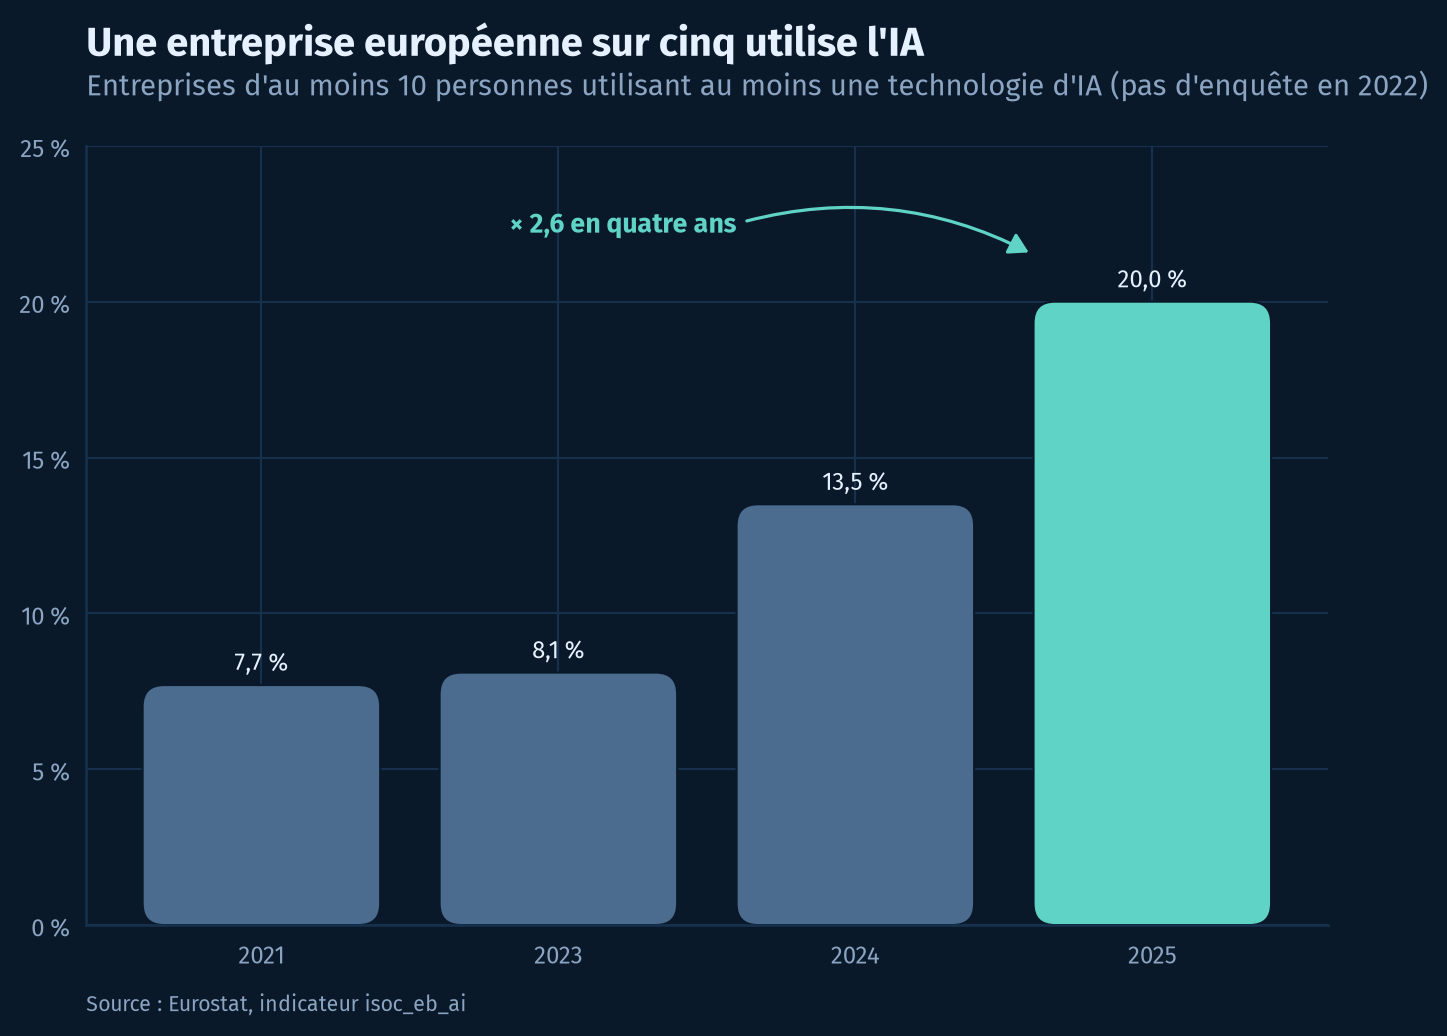 Une entreprise européenne sur cinq utilise l'IA
Entreprises d'au moins 10 personnes utilisant au moins une technologie d'IA (pas d'enquête en 2022)
25 %
× 2,6 en quatre ans
20,0 %
20 %
15 %
13,5 %
10 %
8,1 %
7,7 %
5 %
0 %
2021 2023 2024 2025
Source : Eurostat, indicateur isoc_eb_ai